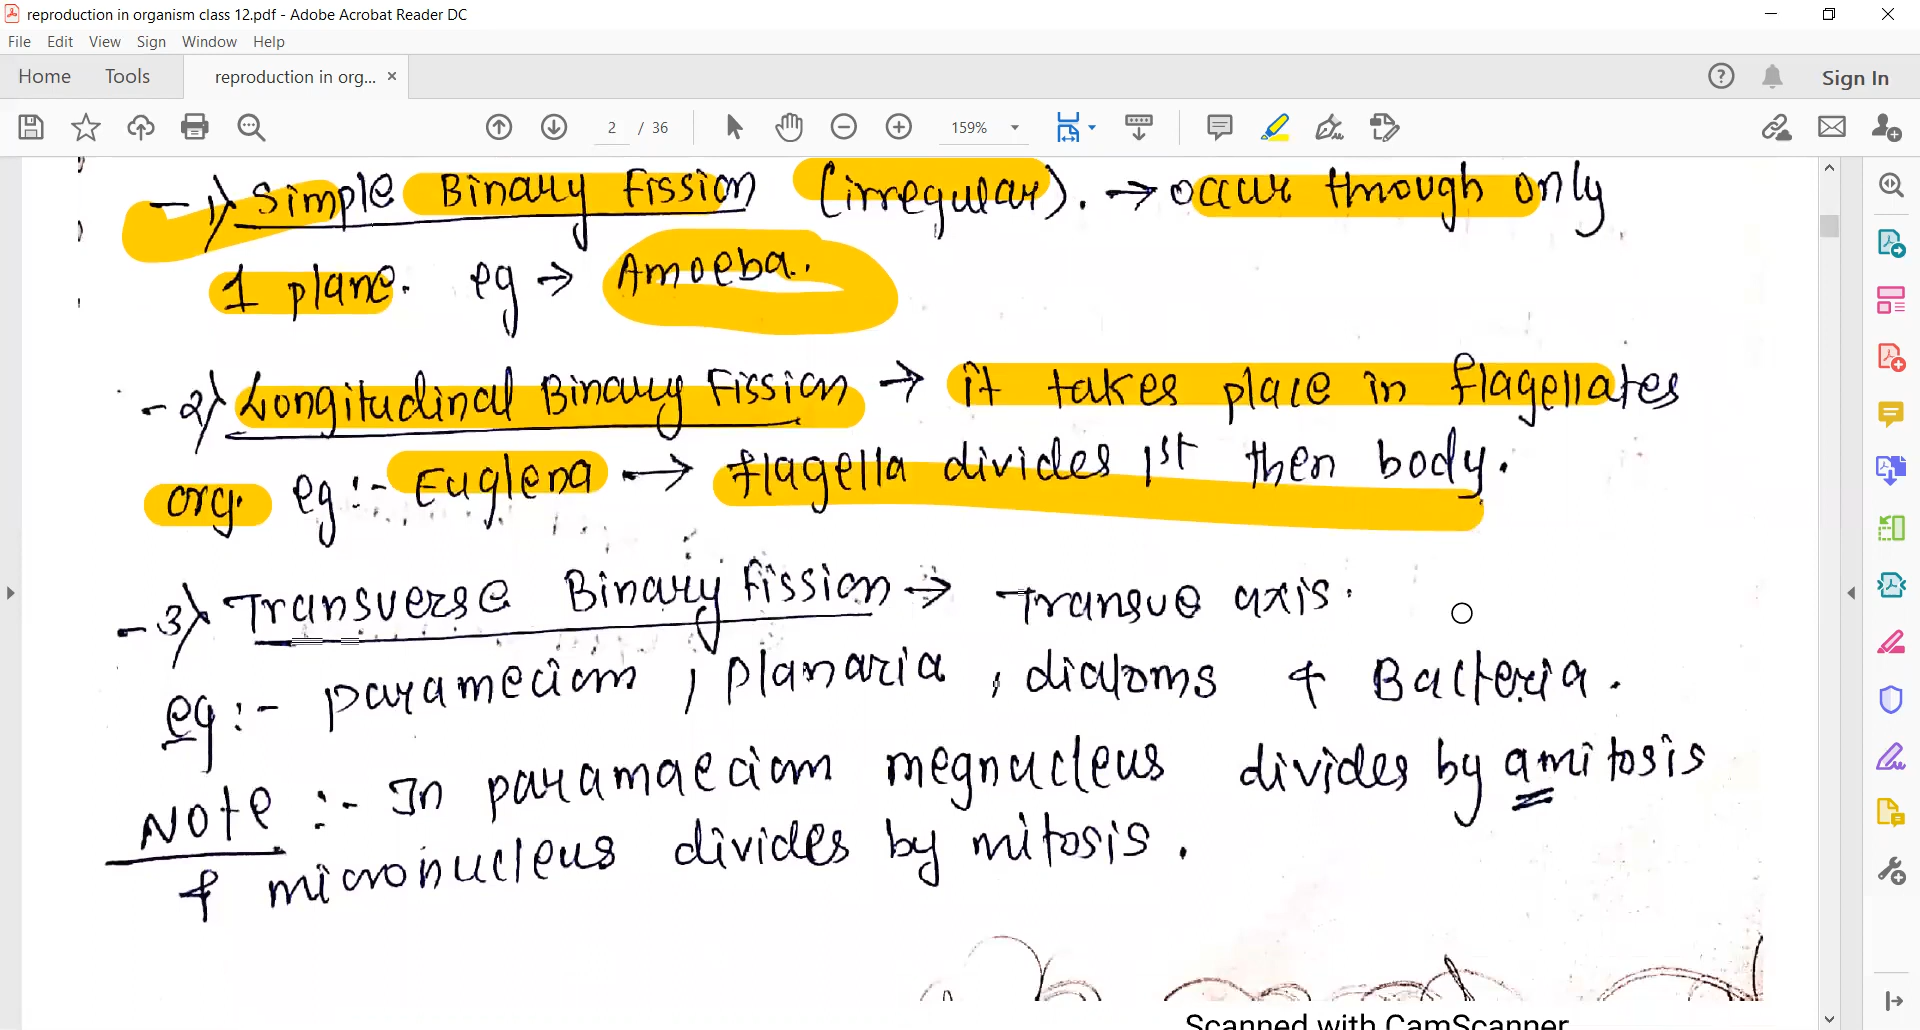 reproduction in organism class 12.pdf - Adobe Acrobat Reader DC
File Edit View Sign Window Help
Home Tools reproduction in org... × Sign In
2 / 36 159%
- 1) Simple Binary Fission (irregular). → occur through only
1 plane. eg → Amoeba.
- 2) Longitudinal Binary Fission → it takes place in flagellates
org. eg :- Euglena → flagella divides 1st then body.
- 3) Transverse Binary fission → Transve axis.
eg :- paramecium , planaria , diatoms & Bacteria .
Note :- In paramaecium megnucleus divides by amitosis
& micronucleus divides by mitosis .
Scanned with CamScanner